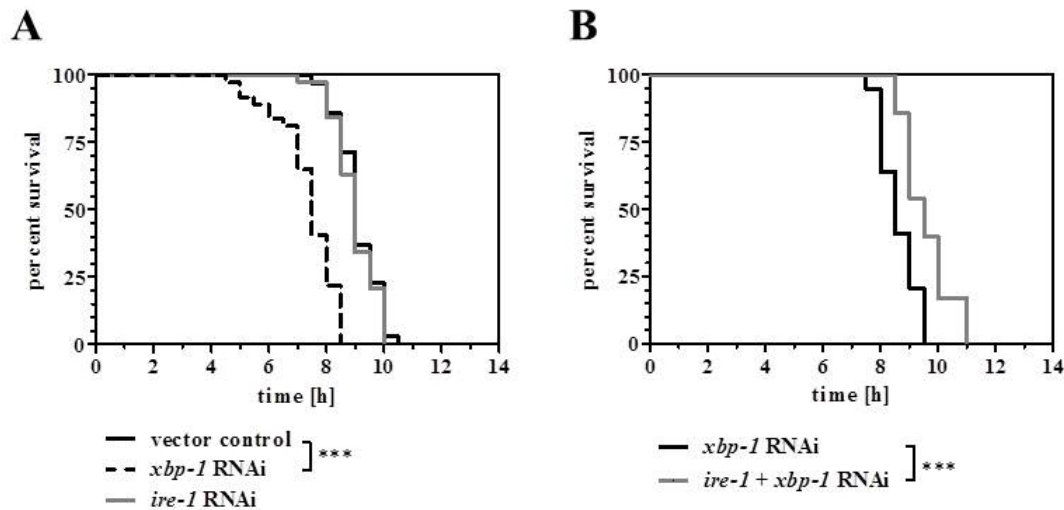 A
percent survival
100
75
50
25
0
0 2 4 6 8 10 12 14
time [h]
vector control
xbp-1 RNAi
ire-1 RNAi
***
B
percent survival
100
75
50
25
0
0 2 4 6 8 10 12 14
time [h]
xbp-1 RNAi
ire-1 + xbp-1 RNAi
***